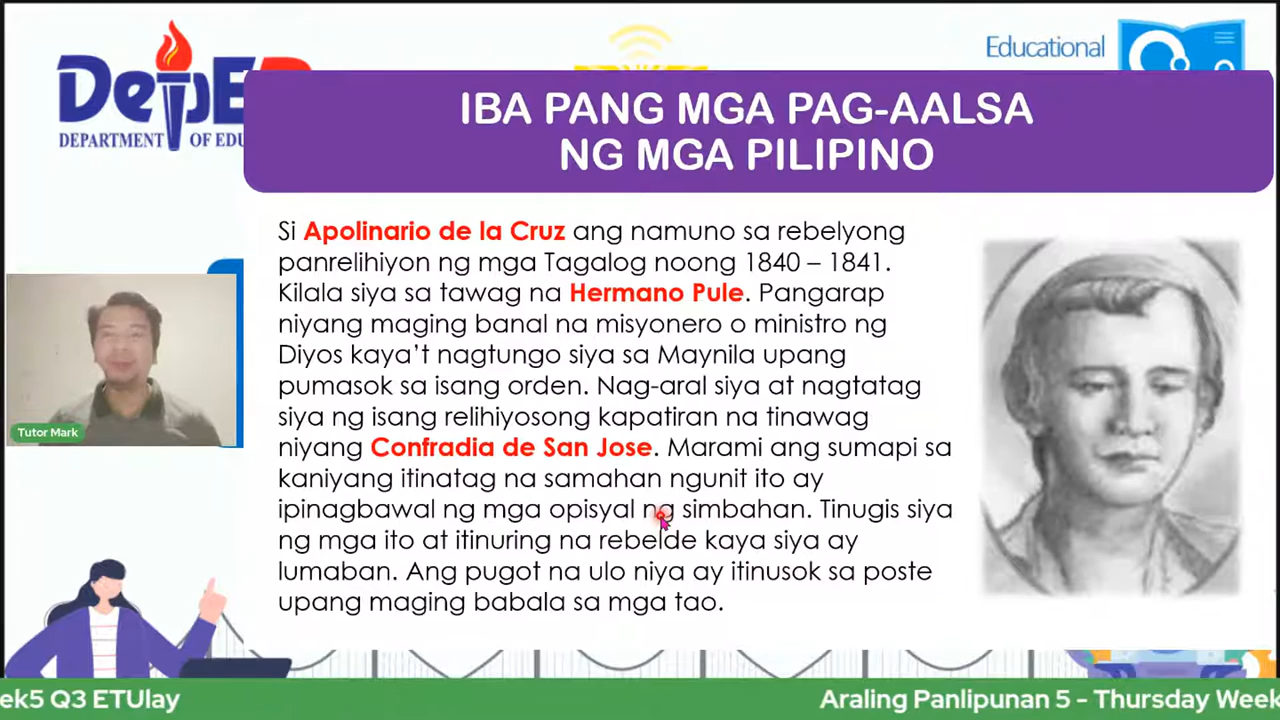 DepED
DEPARTMENT OF EDU
Educational
IBA PANG MGA PAG-AALSA
NG MGA PILIPINO
Si Apolinario de la Cruz ang namuno sa rebelyong
panrelihiyon ng mga Tagalog noong 1840 – 1841.
Kilala siya sa tawag na Hermano Pule. Pangarap
niyang maging banal na misyonero o ministro ng
Diyos kaya't nagtungo siya sa Maynila upang
pumasok sa isang orden. Nag-aral siya at nagtatag
siya ng isang relihiyosong kapatiran na tinawag
niyang Confradia de San Jose. Marami ang sumapi sa
kaniyang itinatag na samahan ngunit ito ay
ipinagbawal ng mga opisyal ng simbahan. Tinugis siya
ng mga ito at itinuring na rebelde kaya siya ay
lumaban. Ang pugot na ulo niya ay itinusok sa poste
upang maging babala sa mga tao.
Tutor Mark
ek5 Q3 ETUlay
Araling Panlipunan 5 - Thursday Week